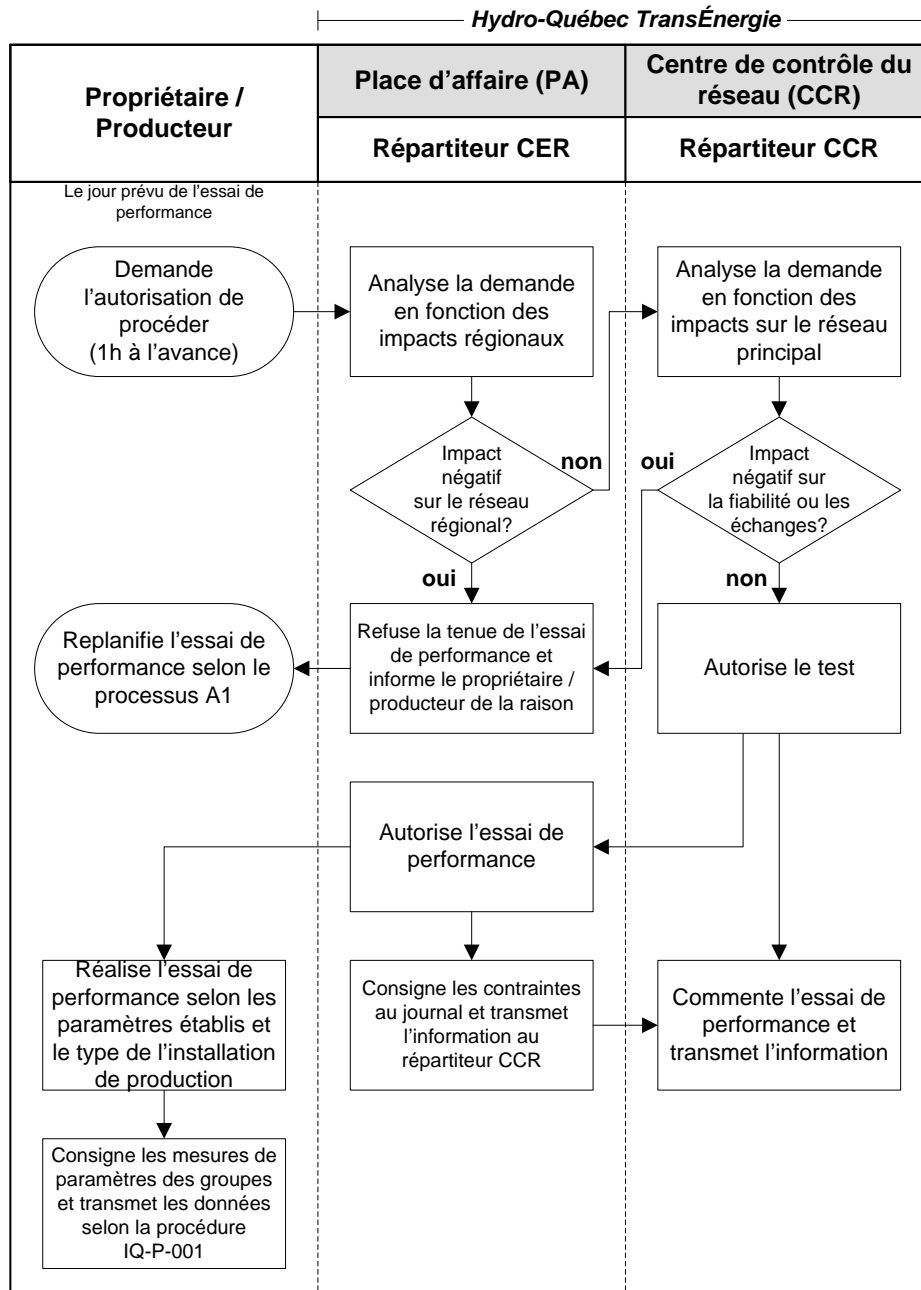 Hydro-Québec TransÉnergie
Propriétaire /
Producteur
Place d'affaire (PA)
Centre de contrôle du
réseau (CCR)
Répartiteur CER
Répartiteur CCR
Le jour prévu de l'essai de
performance
Demande
l'autorisation de
procéder
(1h à l'avance)
Analyse la demande
en fonction des
impacts régionaux
Analyse la demande
en fonction des
impacts sur le réseau
principal
Impact
négatif
sur le réseau
régional?
non
oui
Impact
négatif sur
la fiabilité ou les
échanges?
oui
non
Replanifie l'essai de
performance selon le
processus A1
Refuse la tenue de l'essai
de performance et
informe le propriétaire /
producteur de la raison
Autorise le test
Autorise l'essai de
performance
Réalise l'essai de
performance selon les
paramètres établis et
le type de l'installation
de production
Consigne les contraintes
au journal et transmet
l'information au
répartiteur CCR
Commente l'essai de
performance et
transmet l'information
Consigne les mesures de
paramètres des groupes
et transmet les données
selon la procédure
IQ-P-001